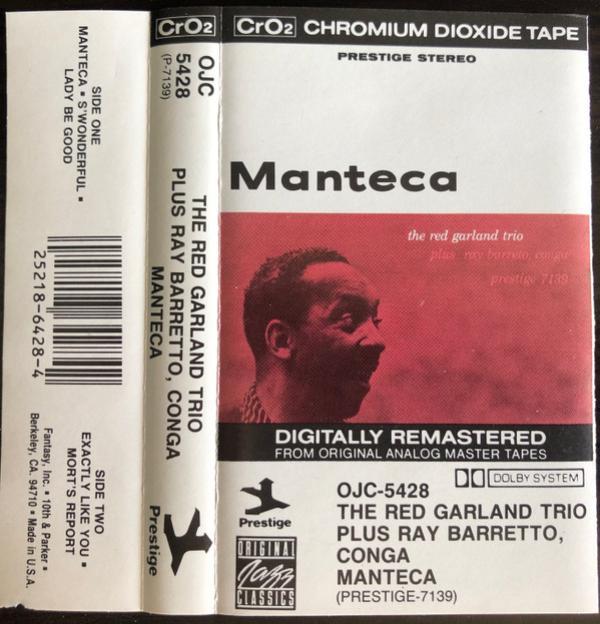 SIDE ONE
MANTECA ▪ S'WONDERFUL ▪
LADY BE GOOD
25218-6428-4
SIDE TWO
EXACTLY LIKE YOU ▪
MORT'S REPORT
Fantasy, Inc. ▪ 10th & Parker ▪
Berkeley, CA. 94710 ▪ Made in U.S.A.
CrO2
OJC
5428
(P-7139)
THE RED GARLAND TRIO
PLUS RAY BARRETTO, CONGA
MANTECA
Prestige
CrO2 CHROMIUM DIOXIDE TAPE
PRESTIGE STEREO
Manteca
the red garland trio
plus ray barreto, conga
prestige 7139
DIGITALLY REMASTERED
FROM ORIGINAL ANALOG MASTER TAPES
DOLBY SYSTEM
Prestige
ORIGINAL
Jazz
CLASSICS
OJC-5428
THE RED GARLAND TRIO
PLUS RAY BARRETTO,
CONGA
MANTECA
(PRESTIGE-7139)